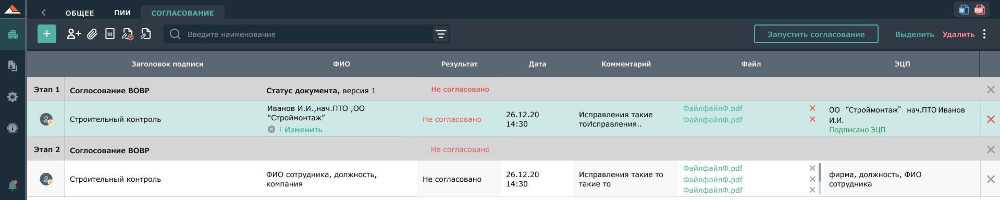 ОБЩЕЕ ПИИ СОГЛАСОВАНИЕ
W PDF
+ Ш Введите наименование Запустить согласование Выделить Удалить
Заголовок подписи ФИО Результат Дата Комментарий Файл ЭЦП
Этап 1 Соглосование ВОВР Статус документа, версия 1 Не согласовано
Строительный контроль
Иванов И.И.,нач.ПТО ,ОО
“Строймонтаж”
Изменить
Не согласовано
26.12.20
14:30
Исправления такие
тоИсправления..
ФайлфайлФ.pdf
ФайлфайлФ.pdf
ОО “Строймонтаж” нач.ПТО Иванов
И.И.
Подписано ЭЦП
Этап 2 Соглосование ВОВР Не согласовано
Строительный контроль
ФИО сотрудника, должность,
компания
Не согласовано
26.12.20
14:30
Исправления такие то
такие то
ФайлфайлФ.pdf
ФайлфайлФ.pdf
ФайлфайлФ.pdf
фирма, должность, ФИО
сотрудника